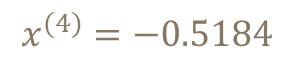 x^(4) = −0.5184